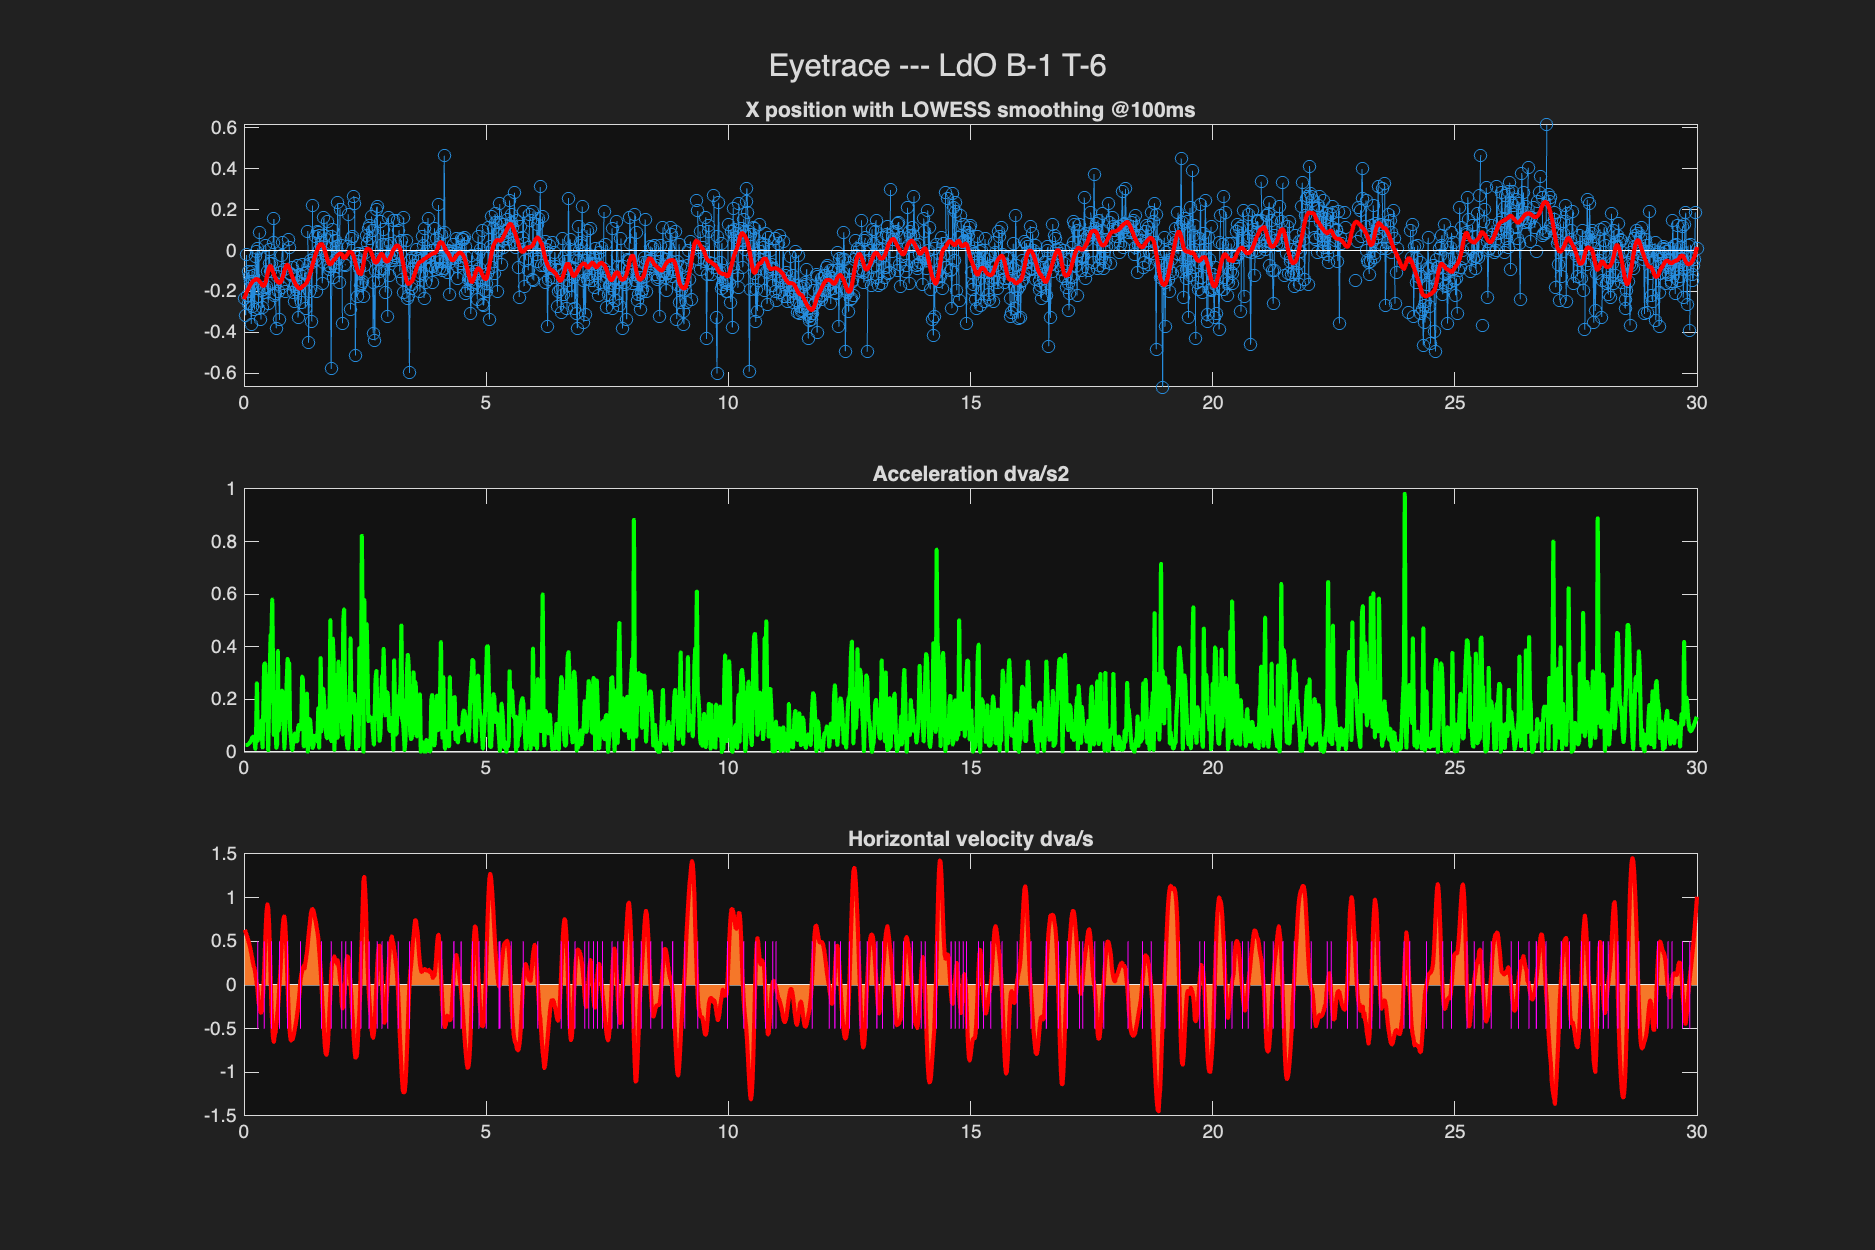 Eyetrace --- LdO B-1 T-6
X position with LOWESS smoothing @100ms
0.6
0.4
0.2
0
-0.2
-0.4
-0.6
0 5 10 15 20 25 30
Acceleration dva/s2
1
0.8
0.6
0.4
0.2
0
0 5 10 15 20 25 30
Horizontal velocity dva/s
1.5
1
0.5
0
-0.5
-1
-1.5
0 5 10 15 20 25 30